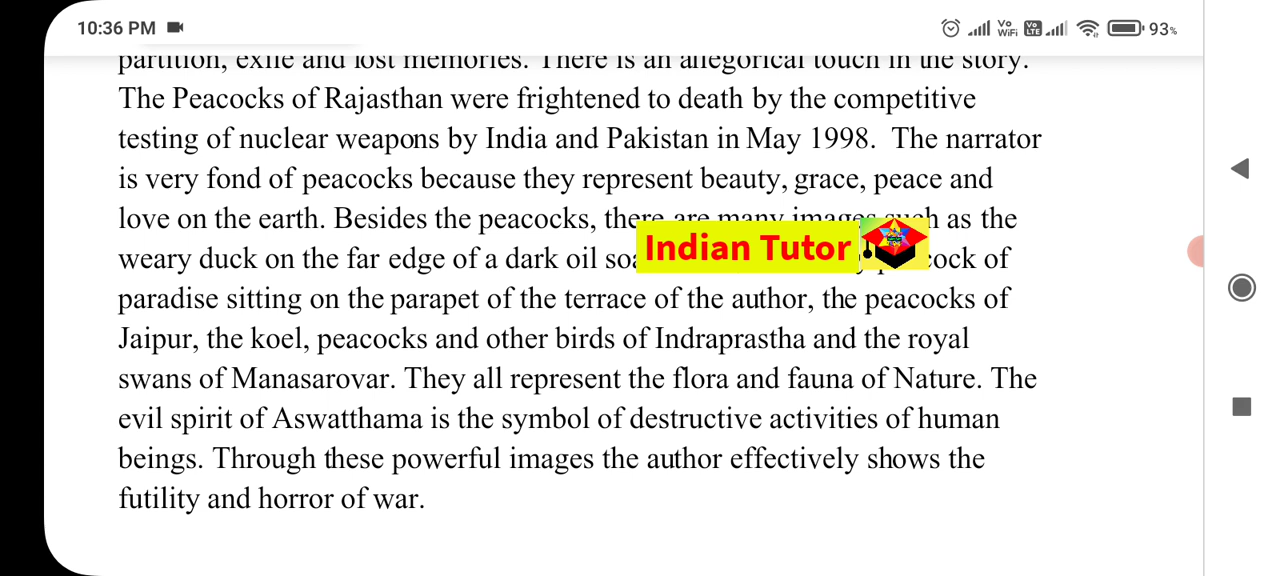 10:36 PM
Vo WiFi Vo LTE 93%
partition, exile and lost memories. There is an allegorical touch in the story.
The Peacocks of Rajasthan were frightened to death by the competitive
testing of nuclear weapons by India and Pakistan in May 1998. The narrator
is very fond of peacocks because they represent beauty, grace, peace and
love on the earth. Besides the peacocks, there are many images such as the
weary duck on the far edge of a dark oil
Indian Tutor
of
paradise sitting on the parapet of the terrace of the author, the peacocks of
Jaipur, the koel, peacocks and other birds of Indraprastha and the royal
swans of Manasarovar. They all represent the flora and fauna of Nature. The
evil spirit of Aswatthama is the symbol of destructive activities of human
beings. Through these powerful images the author effectively shows the
futility and horror of war.